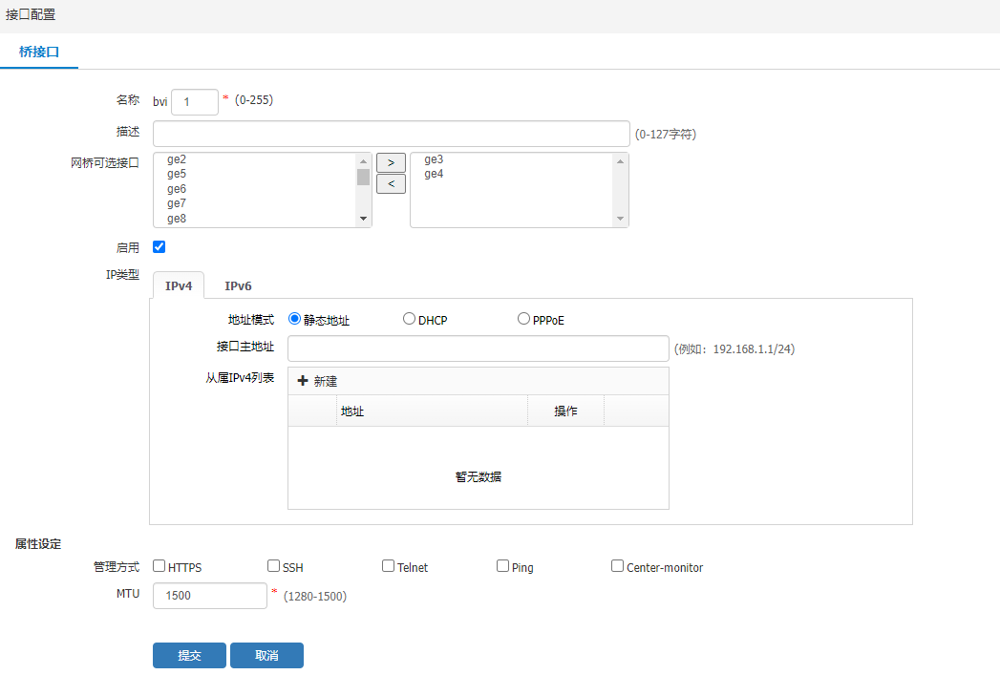 接口配置
桥接口
名称 bvi 1 * (0-255)
描述 (0-127字符)
网桥可选接口 ge2 > ge3
ge5 < ge4
ge6
ge7
ge8
启用
IP类型 IPv4 IPv6
地址模式 静态地址 DHCP PPPoE
接口主地址 (例如：192.168.1.1/24)
从属IPv4列表 新建
地址 操作
暂无数据
属性设定
管理方式 HTTPS SSH Telnet Ping Center-monitor
MTU 1500 * (1280-1500)
提交 取消